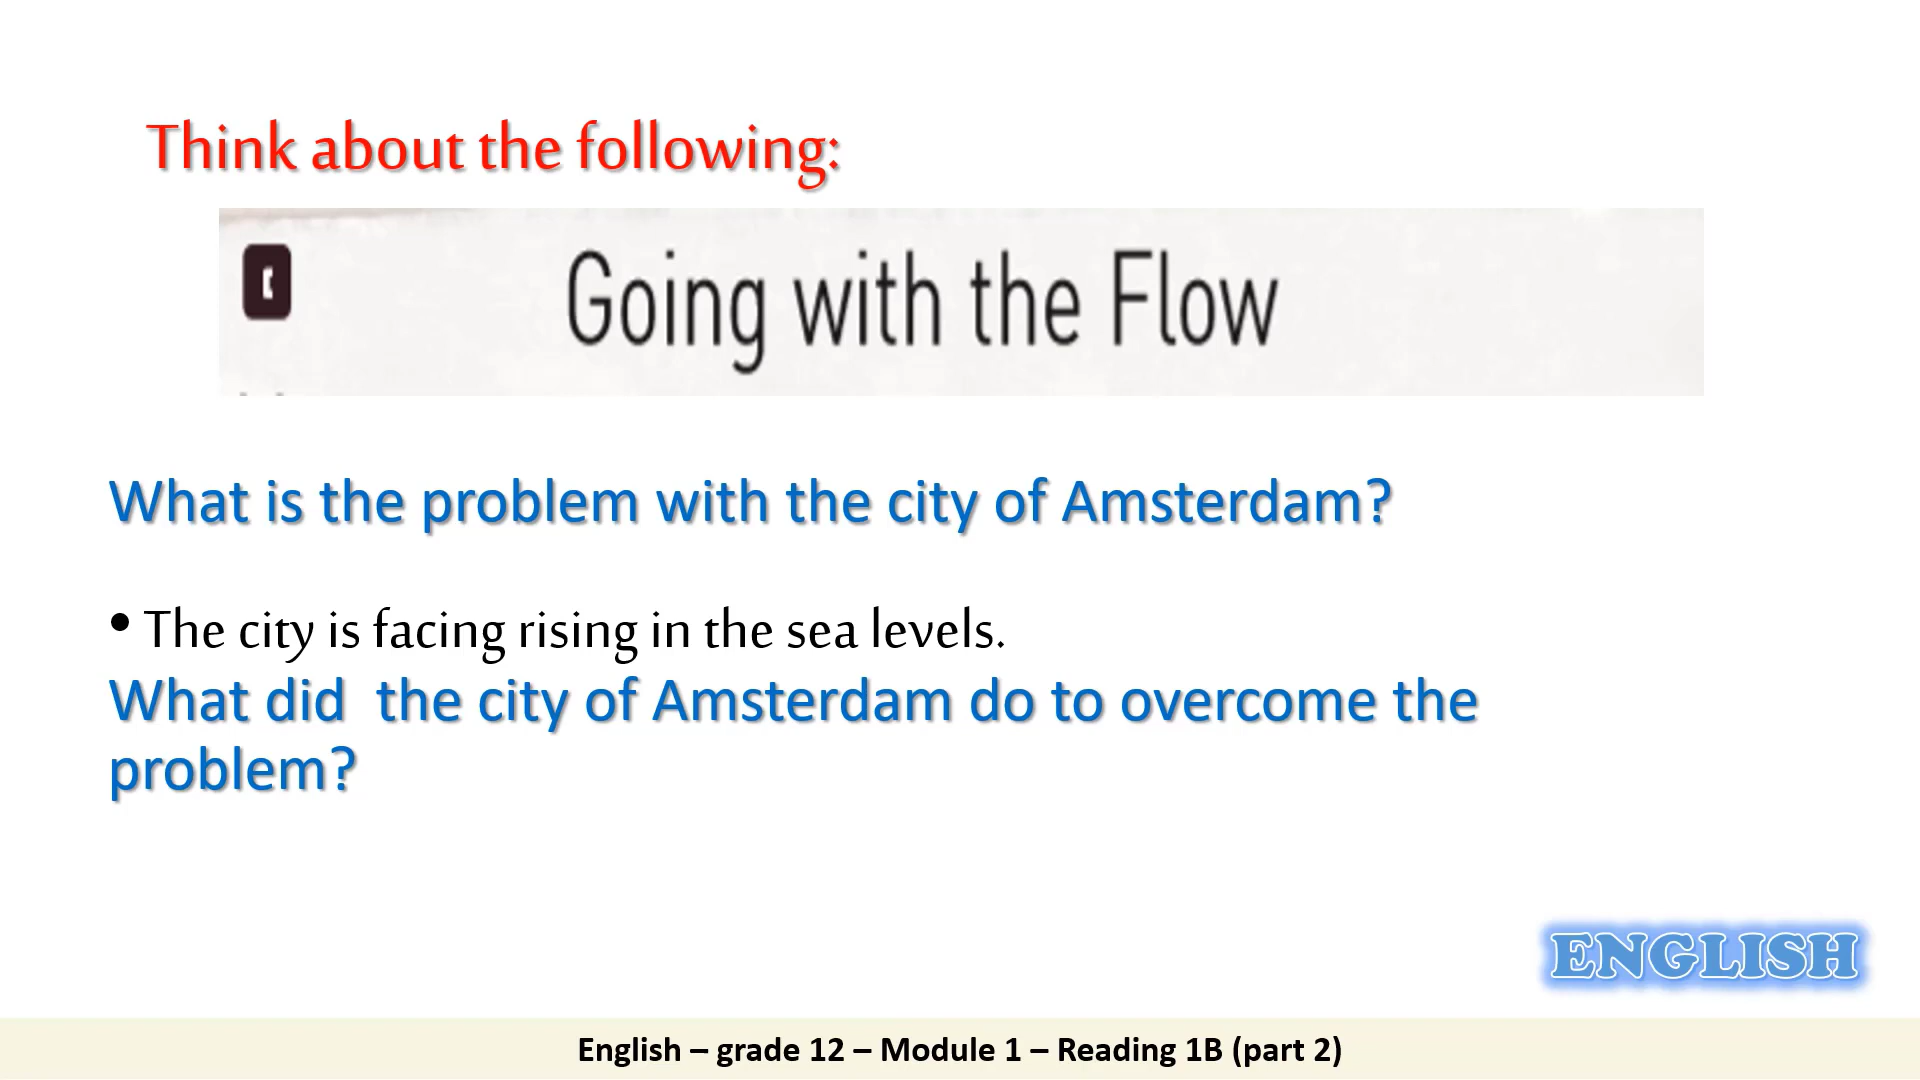 Think about the following:
Going with the Flow
What is the problem with the city of Amsterdam?
• The city is facing rising in the sea levels.
What did  the city of Amsterdam do to overcome the
problem?
ENGLISH
English – grade 12 – Module 1 – Reading 1B (part 2)